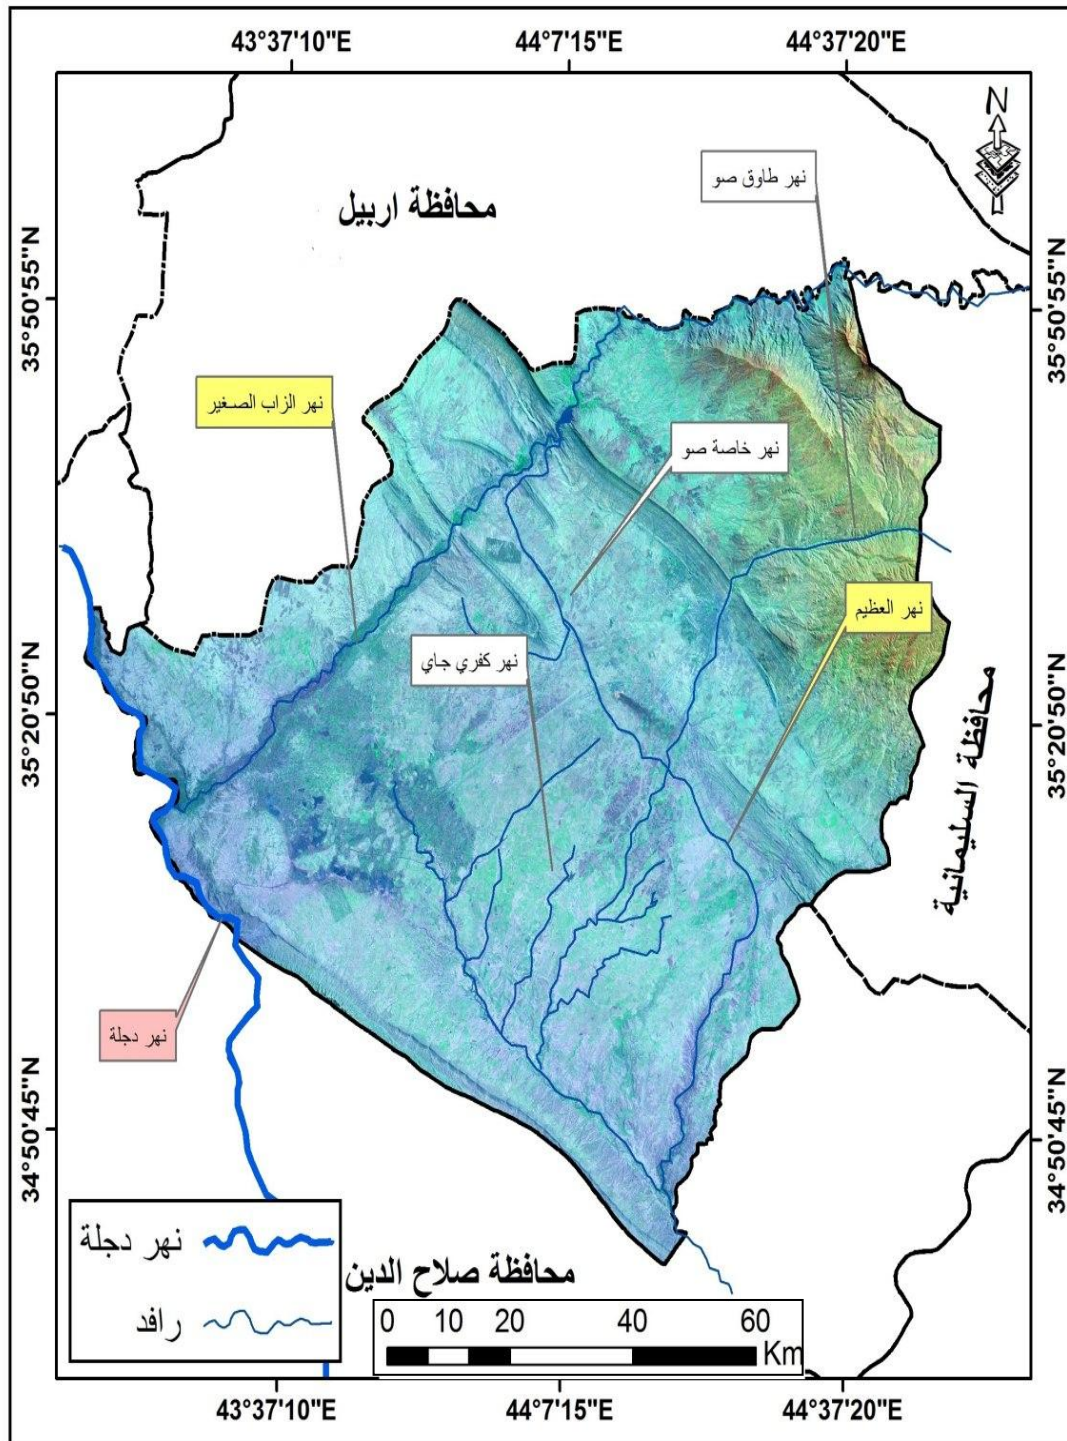 43°37'10"E
44°7'15"E
44°37'20"E
N
نهر طاوق صو
محافظة اربيل
35°50'55"N
35°50'55"N
نهر الزاب الصغير
نهر خاصة صو
نهر العظيم
نهر كفري جاي
35°20'50"N
35°20'50"N
محافظة السليمانية
نهر دجلة
34°50'45"N
34°50'45"N
نهر دجلة
رافد
محافظة صلاح الدين
0 10 20 40 60
Km
43°37'10"E
44°7'15"E
44°37'20"E